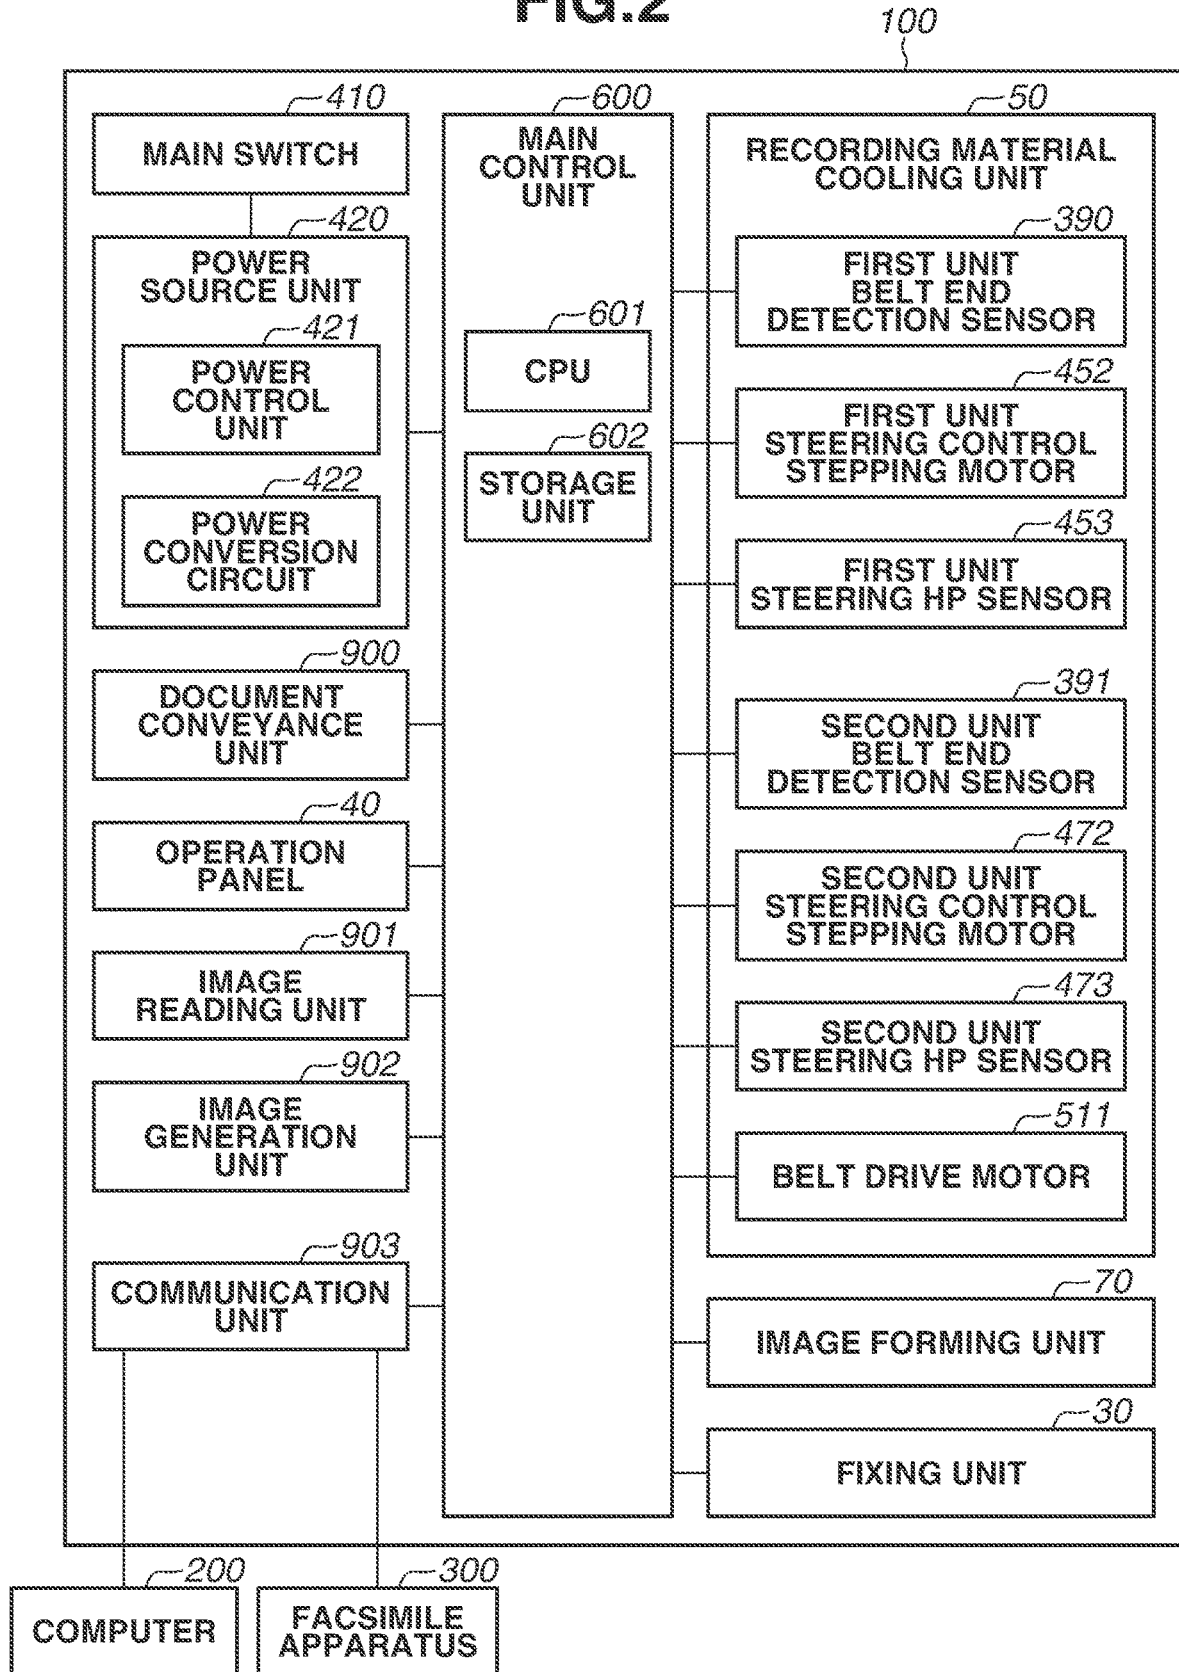 FIG.2
100
410
MAIN SWITCH
420
POWER
SOURCE UNIT
421
POWER
CONTROL
UNIT
422
POWER
CONVERSION
CIRCUIT
900
DOCUMENT
CONVEYANCE
UNIT
40
OPERATION
PANEL
901
IMAGE
READING UNIT
902
IMAGE
GENERATION
UNIT
903
COMMUNICATION
UNIT
600
MAIN
CONTROL
UNIT
601
CPU
602
STORAGE
UNIT
50
RECORDING MATERIAL
COOLING UNIT
390
FIRST UNIT
BELT END
DETECTION SENSOR
452
FIRST UNIT
STEERING CONTROL
STEPPING MOTOR
453
FIRST UNIT
STEERING HP SENSOR
391
SECOND UNIT
BELT END
DETECTION SENSOR
472
SECOND UNIT
STEERING CONTROL
STEPPING MOTOR
473
SECOND UNIT
STEERING HP SENSOR
511
BELT DRIVE MOTOR
70
IMAGE FORMING UNIT
30
FIXING UNIT
200
COMPUTER
300
FACSIMILE
APPARATUS